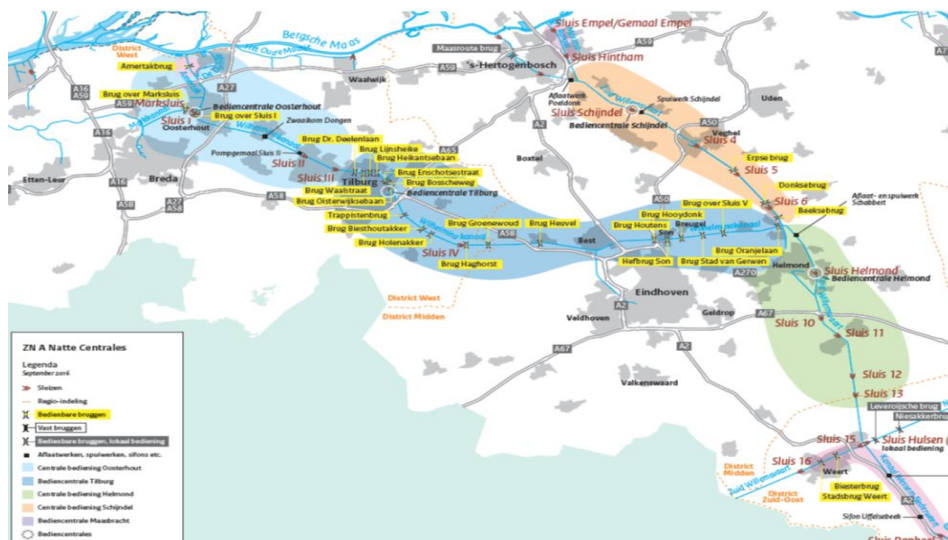 Sluis Empel/Gemaal Empel
Bergsche Maas
District
West
Maasroute brug
A59
Sluis Hintham
Amertakbrug
A59
's-Hertogenbosch
Waalwijk
A27
A16
A59
Brug over Marksluis
A59
Marksluis
Bediencentrale Oosterhout
Sluis I
Brug over Sluis I
Oosterhout
Zwaaikom Dongen
Aflaatwerk
Poeldonk
Sluis Schijndel
Spuiwerk Schijndel
Bediencentrale Schijndel
Uden
A50
Veghel
Sluis 4
A2
Brug Dr. Deelenlaan
A65
Pompgemaal Sluis II
Sluis II
Brug Lijnsheike
Brug Heikantsebaan
Boxtel
Sluis 5
Erpse brug
Etten-Leur
Breda
A16
Sluis III
Tilburg
Brug Enschotsestraat
Brug Bosscheweg
Brug Waalstraat
Bediencentrale Tilburg
Brug Oisterwijksebaan
A58
Donksebrug
Sluis 6
A50
Beeksebrug
Aflaat- en spuiwerk
Schabbert
A27
A58
A58
Trappistenbrug
Brug Biesthoutakker
Brug Holenakker
Wilhelmina kanaal
Sluis IV
Brug Groenewoud
A58
Brug Heuvel
Brug Haghorst
Best
Brug over Sluis V
Brug Hooydonk
Brug Houtens
Breugel
Son
Brug Oranjelaan
Hefbrug Son
Brug Stad van Gerwen
A270
Helmond
Sluis Helmond
Bediencentrale Helmond
District West
District Midden
Eindhoven
A2
Veldhoven
Geldrop
A67
Sluis 10
Sluis 11
A67
A2
Valkenswaard
Sluis 12
Sluis 13
Leveroijsche brug
Niesakkerbrug
Sluis 15
Sluis Hulsen
lokaal bediening
Sluis 16
Weert
District
Midden
Zuid Willemsvaart
District
Zuid-Oost
Biesterbrug
Stadsbrug Weert
A2
Sifon Uffelsebeek
ZN A Natte Centrales
Legenda
September 2016
Sluizen
Regio-indeling
Bedienbare bruggen
Vast bruggen
Bedienbare bruggen, lokaal bediening
Aflaatwerken, spuiwerken, sifons etc.
Centrale bediening Oosterhout
Bediencentrale Tilburg
Centrale bediening Helmond
Centrale bediening Schijndel
Bediencentrale Maasbracht
Bediencentrales